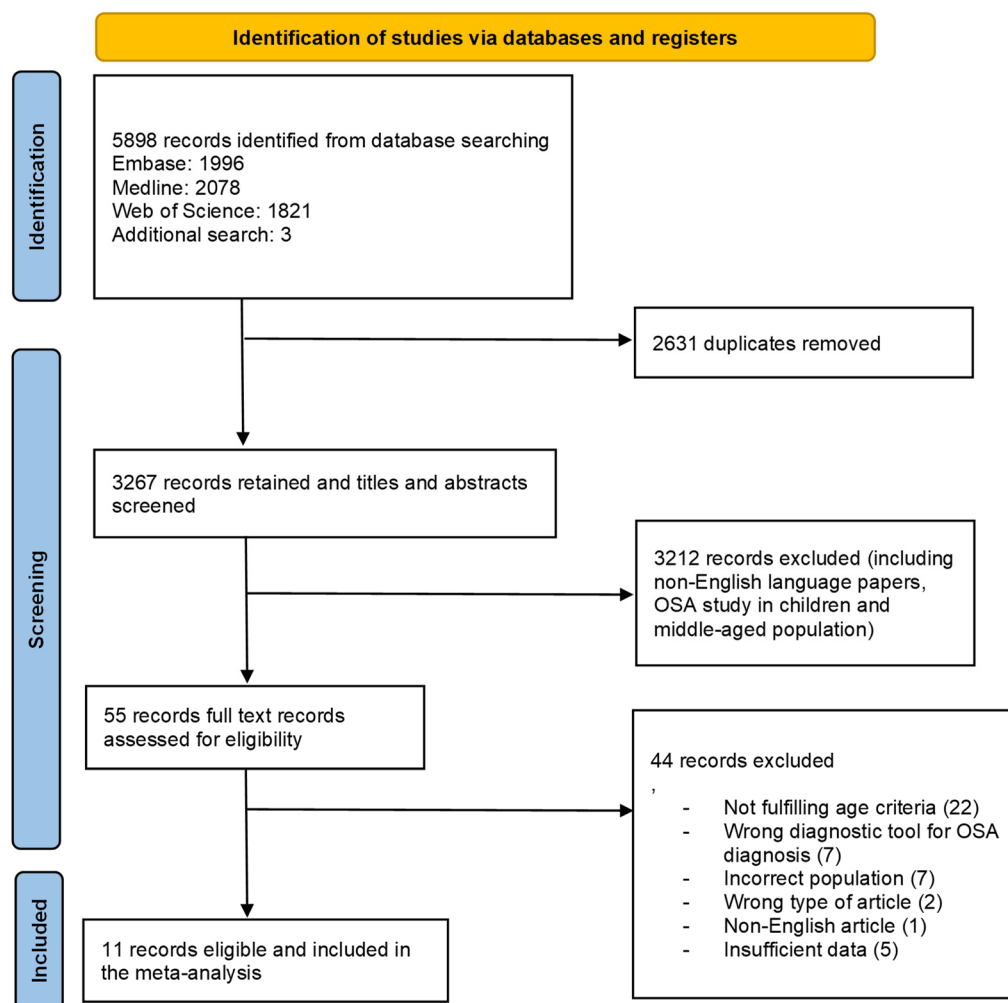 Identification of studies via databases and registers
Identification
5898 records identified from database searching
Embase: 1996
Medline: 2078
Web of Science: 1821
Additional search: 3
2631 duplicates removed
Screening
3267 records retained and titles and abstracts
screened
3212 records excluded (including
non-English language papers,
OSA study in children and
middle-aged population)
55 records full text records
assessed for eligibility
44 records excluded
,
- Not fulfilling age criteria (22)
- Wrong diagnostic tool for OSA
diagnosis (7)
- Incorrect population (7)
- Wrong type of article (2)
- Non-English article (1)
- Insufficient data (5)
Included
11 records eligible and included in
the meta-analysis